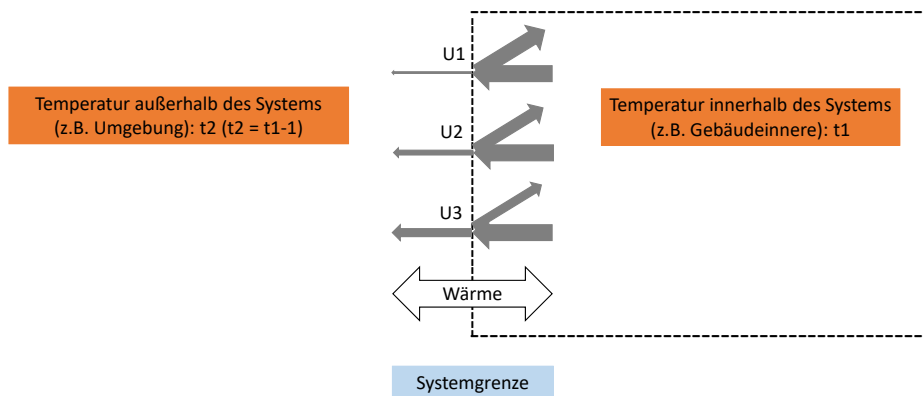 U1
Temperatur außerhalb des Systems
(z.B. Umgebung): t2 (t2 = t1-1)
Temperatur innerhalb des Systems
(z.B. Gebäudeinnere): t1
U2
U3
Wärme
Systemgrenze